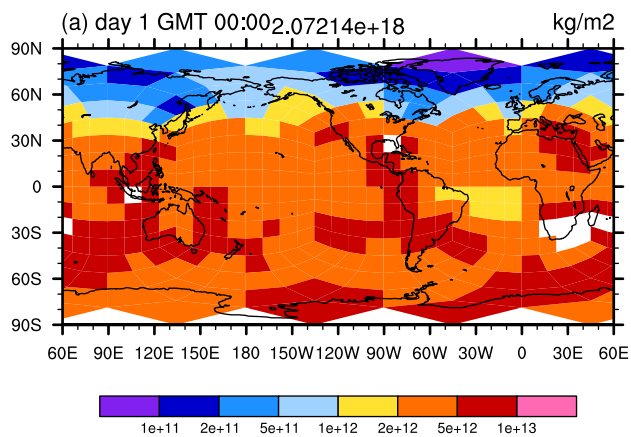 (a) day 1 GMT 00:00 2.07214e+18 kg/m2
90N
60N
30N
0
30S
60S
90S
60E 90E 120E 150E 180 150W 120W 90W 60W 30W 0 30E 60E
1e+11 2e+11 5e+11 1e+12 2e+12 5e+12 1e+13